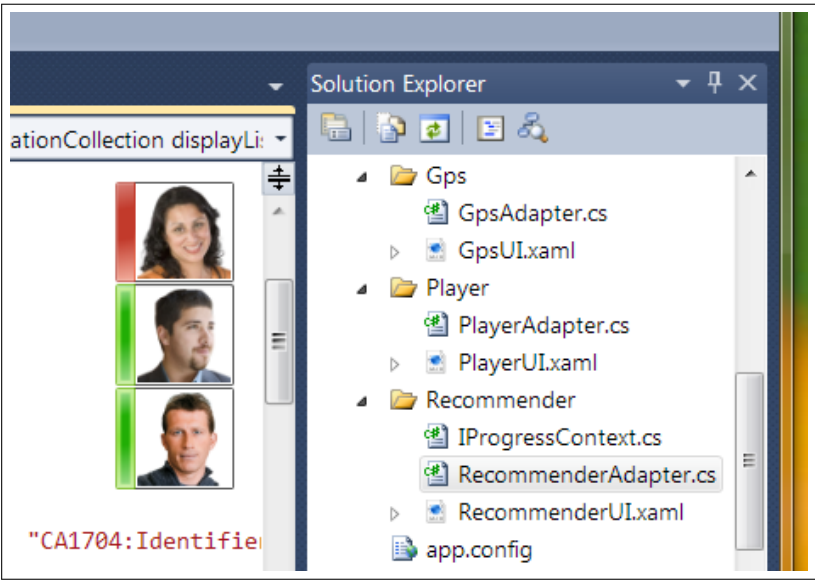 Solution Explorer
ationCollection displayLi
Gps
GpsAdapter.cs
GpsUI.xaml
Player
PlayerAdapter.cs
PlayerUI.xaml
Recommender
IProgressContext.cs
RecommenderAdapter.cs
RecommenderUI.xaml
"CA1704:Identifie
app.config